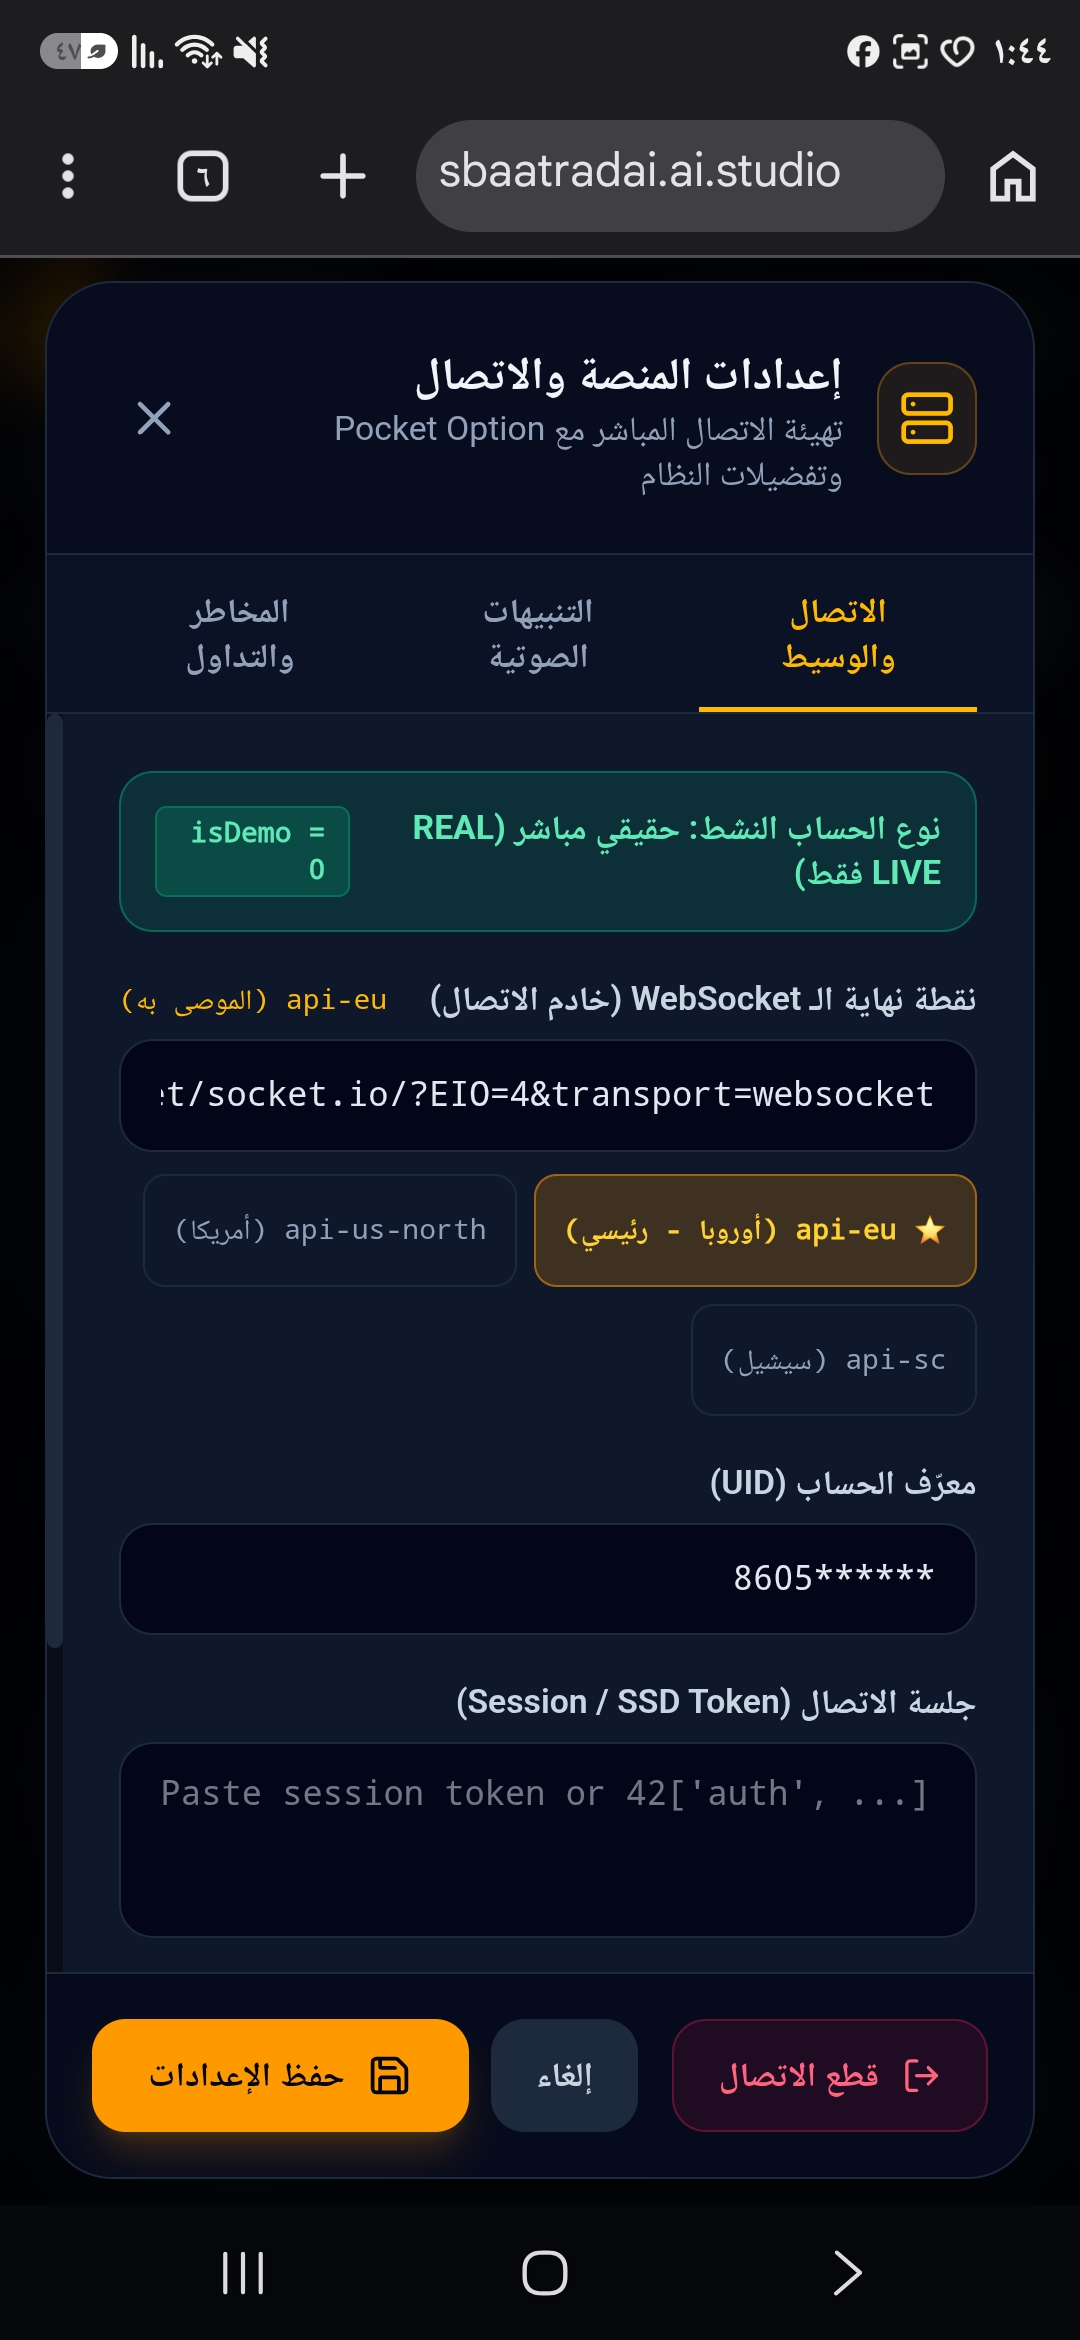 ٤٧
١:٤٤
٦
sbaatradai.ai.studio
إعدادات المنصة والاتصال
تهيئة الاتصال المباشر مع Pocket Option
وتفضيلات النظام
الاتصال
والوسيط
التنبيهات
الصوتية
المخاطر
والتداول
نوع الحساب النشط: حقيقي مباشر (REAL
LIVE فقط)
isDemo =
0
نقطة نهاية الـ WebSocket (خادم الاتصال)
api-eu (الموصى به)
t/socket.io/?EIO=4&transport=websocket
⭐ api-eu (أوروبا - رئيسي)
api-us-north (أمريكا)
api-sc (سيشيل)
معرّف الحساب (UID)
8605******
جلسة الاتصال (Session / SSD Token)
Paste session token or 42['auth', ...]
قطع الاتصال
إلغاء
حفظ الإعدادات